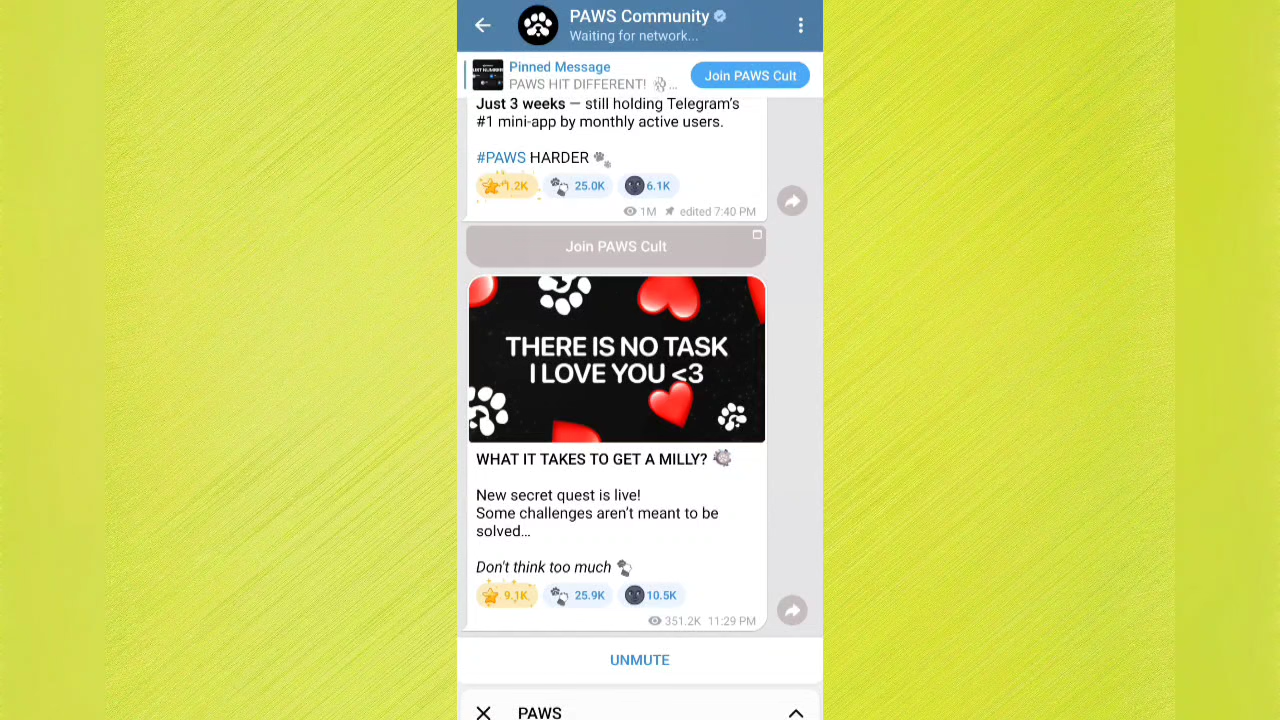 PAWS Community
Waiting for network...
Pinned Message
PAWS HIT DIFFERENT! ...
Join PAWS Cult
Just 3 weeks — still holding Telegram's
#1 mini-app by monthly active users.
#PAWS HARDER
1.2K 25.0K 6.1K
1M edited 7:40 PM
Join PAWS Cult
THERE IS NO TASK
I LOVE YOU <3
WHAT IT TAKES TO GET A MILLY?
New secret quest is live!
Some challenges aren't meant to be
solved...
Don't think too much
9.1K 25.9K 10.5K
351.2K 11:29 PM
UNMUTE
PAWS